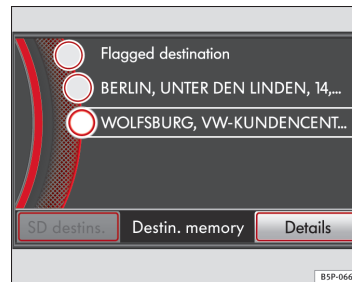 Flagged destination
BERLIN, UNTER DEN LINDEN, 14,...
WOLFSBURG, VW-KUNDENCENT...
SD destins. Destin. memory Details
B5P-066